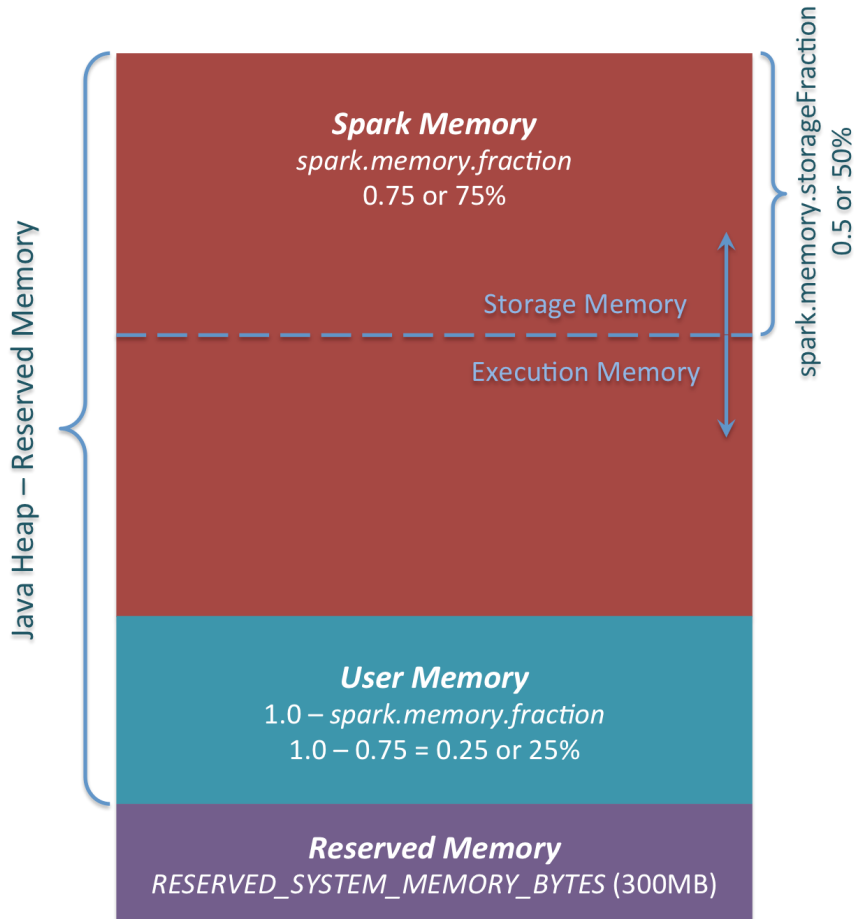 Spark Memory
spark.memory.fraction
0.75 or 75%
Storage Memory
Execution Memory
spark.memory.storageFraction
0.5 or 50%
Java Heap – Reserved Memory
User Memory
1.0 – spark.memory.fraction
1.0 – 0.75 = 0.25 or 25%
Reserved Memory
RESERVED_SYSTEM_MEMORY_BYTES (300MB)